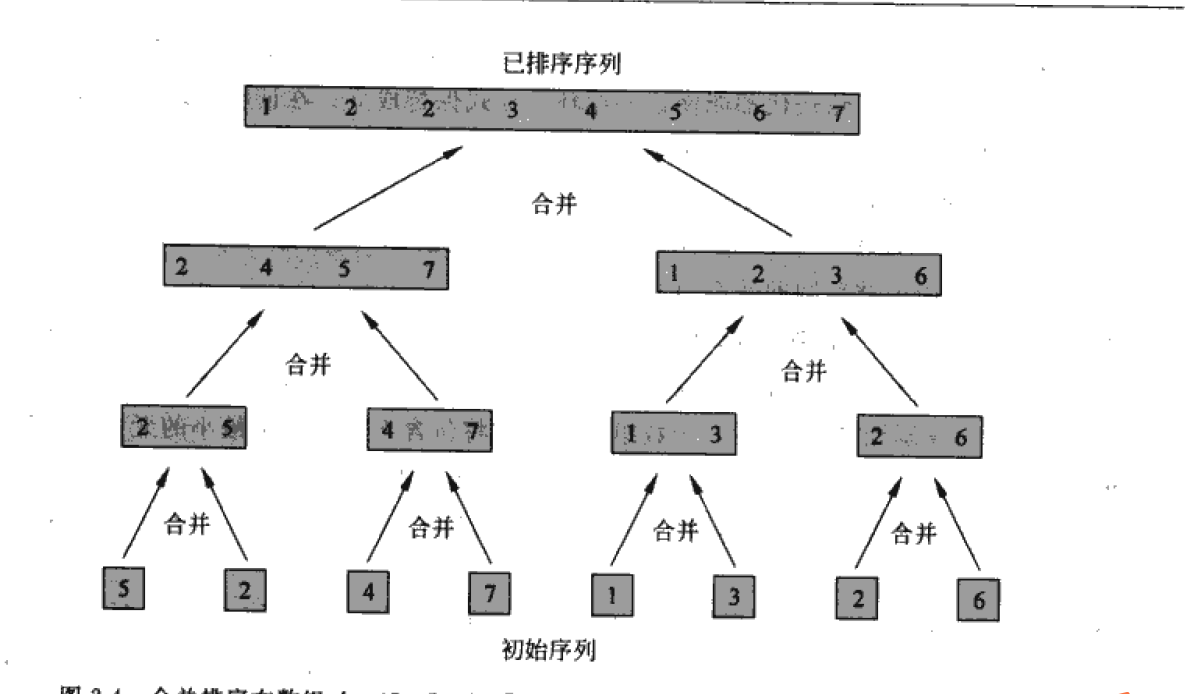 已排序序列
1 2 2 3 4 5 6 7
合并
2 4 5 7 1 2 3 6
合并 合并
2 5 4 7 1 3 2 6
合并 合并 合并 合并
5 2 4 7 1 3 2 6
初始序列